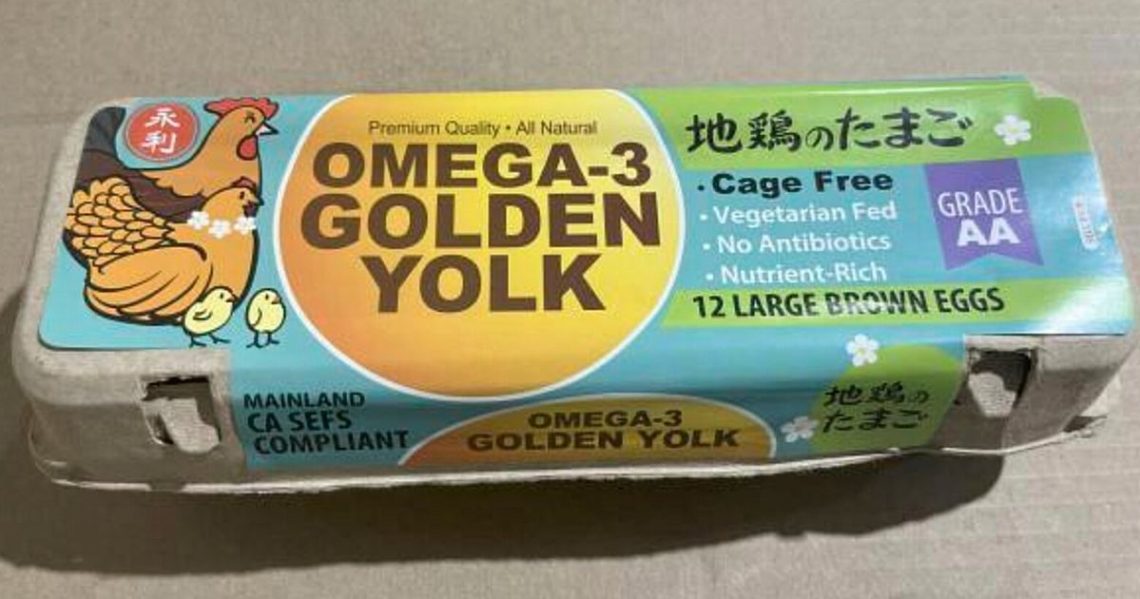 永
利
Premium Quality • All Natural
OMEGA-3
GOLDEN
YOLK
地鶏のたまご
• Cage Free
• Vegetarian Fed
• No Antibiotics
• Nutrient-Rich
GRADE
AA
12 LARGE BROWN EGGS
MAINLAND
CA SEFS
COMPLIANT
OMEGA-3
GOLDEN YOLK
地鶏の
たまご